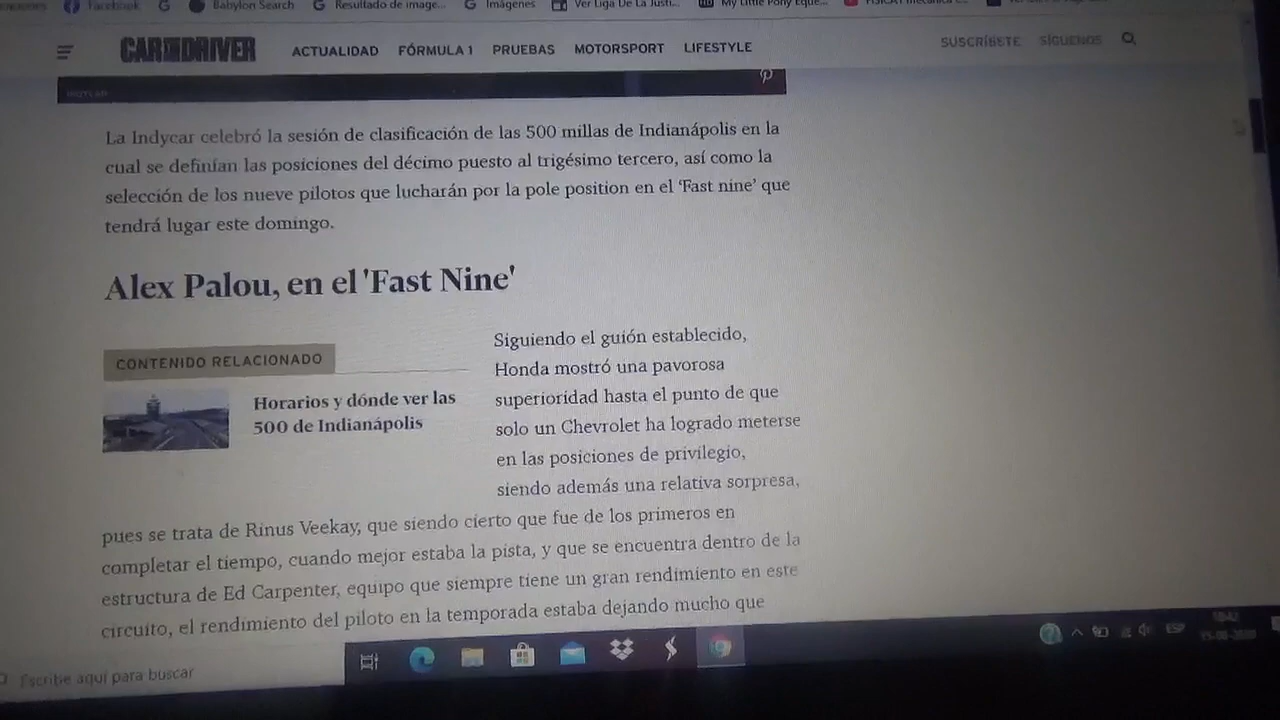 Facebook
G
Babylon Search
G Resultado de image...
G Imágenes
Ver Liga De La Justi...
My Little Pony Eque...
CAR AND DRIVER
ACTUALIDAD
FÓRMULA 1
PRUEBAS
MOTORSPORT
LIFESTYLE
SUSCRÍBETE
SÍGUENOS
La Indycar celebró la sesión de clasificación de las 500 millas de Indianápolis en la
cual se definían las posiciones del décimo puesto al trigésimo tercero, así como la
selección de los nueve pilotos que lucharán por la pole position en el ‘Fast nine’ que
tendrá lugar este domingo.
Alex Palou, en el 'Fast Nine'
CONTENIDO RELACIONADO
Horarios y dónde ver las
500 de Indianápolis
Siguiendo el guión establecido,
Honda mostró una pavorosa
superioridad hasta el punto de que
solo un Chevrolet ha logrado meterse
en las posiciones de privilegio,
siendo además una relativa sorpresa,
pues se trata de Rinus Veekay, que siendo cierto que fue de los primeros en
completar el tiempo, cuando mejor estaba la pista, y que se encuentra dentro de la
estructura de Ed Carpenter, equipo que siempre tiene un gran rendimiento en este
circuito, el rendimiento del piloto en la temporada estaba dejando mucho que
Escribe aquí para buscar
ESP